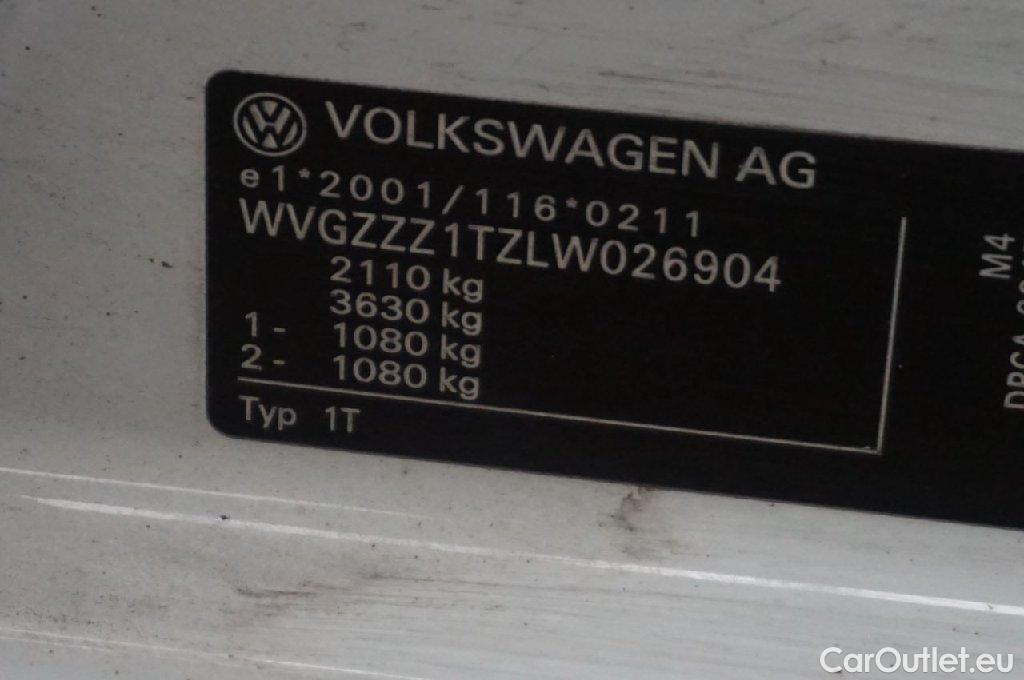 VOLKSWAGEN AG
e1*2001/116*0211
WVGZZZ1TZLW026904
2110 kg
3630 kg
1- 1080 kg
2- 1080 kg
Typ 1T
M4
CarOutlet.eu